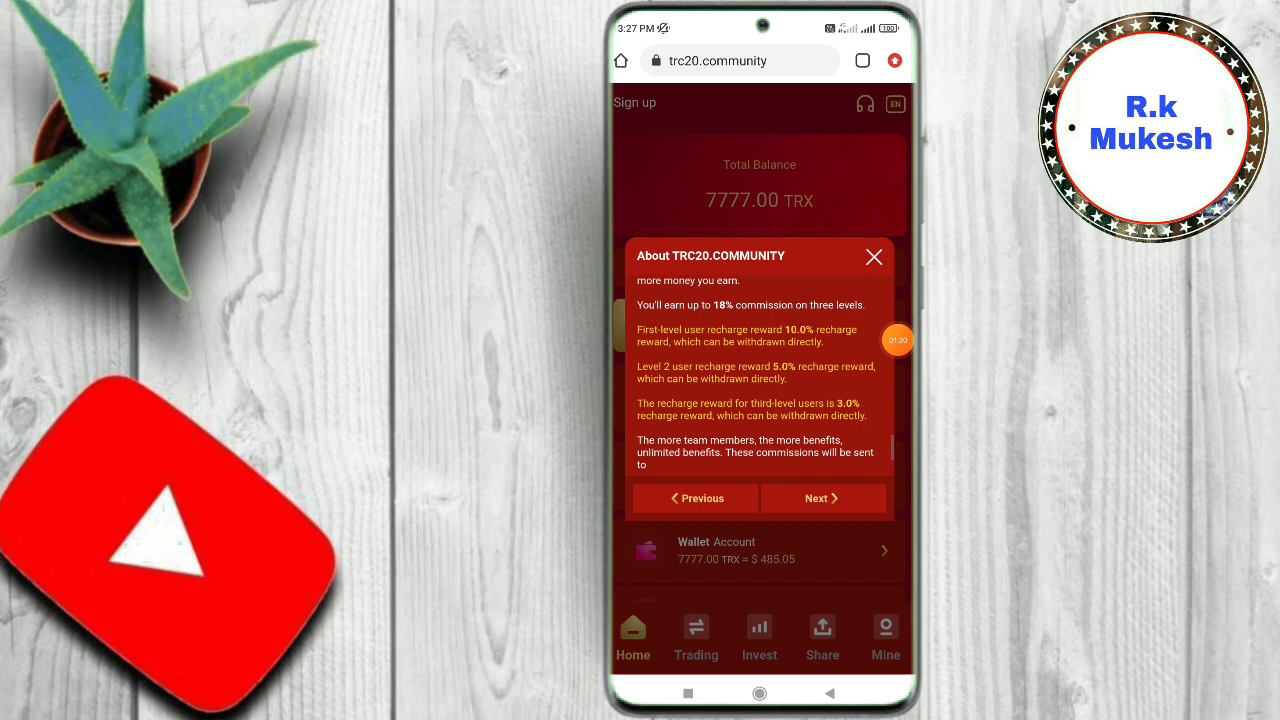 3:27 PM
4G
100
trc20.community
Sign up
EN
Total Balance
7777.00 TRX
About TRC20.COMMUNITY
more money you earn.
You'll earn up to 18% commission on three levels.
First-level user recharge reward 10.0% recharge
reward, which can be withdrawn directly.
Level 2 user recharge reward 5.0% recharge reward,
which can be withdrawn directly.
The recharge reward for third-level users is 3.0%
recharge reward, which can be withdrawn directly.
The more team members, the more benefits,
unlimited benefits. These commissions will be sent
to
01:30
Previous
Next
Wallet Account
7777.00 TRX = $ 485.05
Home
Trading
Invest
Share
Mine
R.k
Mukesh